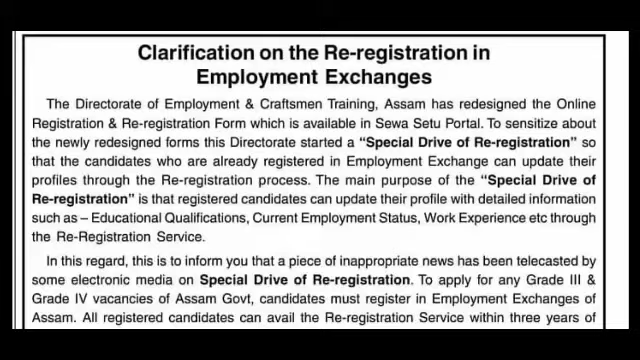 Clarification on the Re-registration in
Employment Exchanges
The Directorate of Employment & Craftsmen Training, Assam has redesigned the Online
Registration & Re-registration Form which is available in Sewa Setu Portal. To sensitize about
the newly redesigned forms this Directorate started a “Special Drive of Re-registration” so
that the candidates who are already registered in Employment Exchange can update their
profiles through the Re-registration process. The main purpose of the “Special Drive of
Re-registration” is that registered candidates can update their profile with detailed information
such as – Educational Qualifications, Current Employment Status, Work Experience etc through
the Re-Registration Service.
In this regard, this is to inform you that a piece of inappropriate news has been telecasted by
some electronic media on Special Drive of Re-registration. To apply for any Grade III &
Grade IV vacancies of Assam Govt, candidates must register in Employment Exchanges of
Assam. All registered candidates can avail the Re-registration Service within three years of